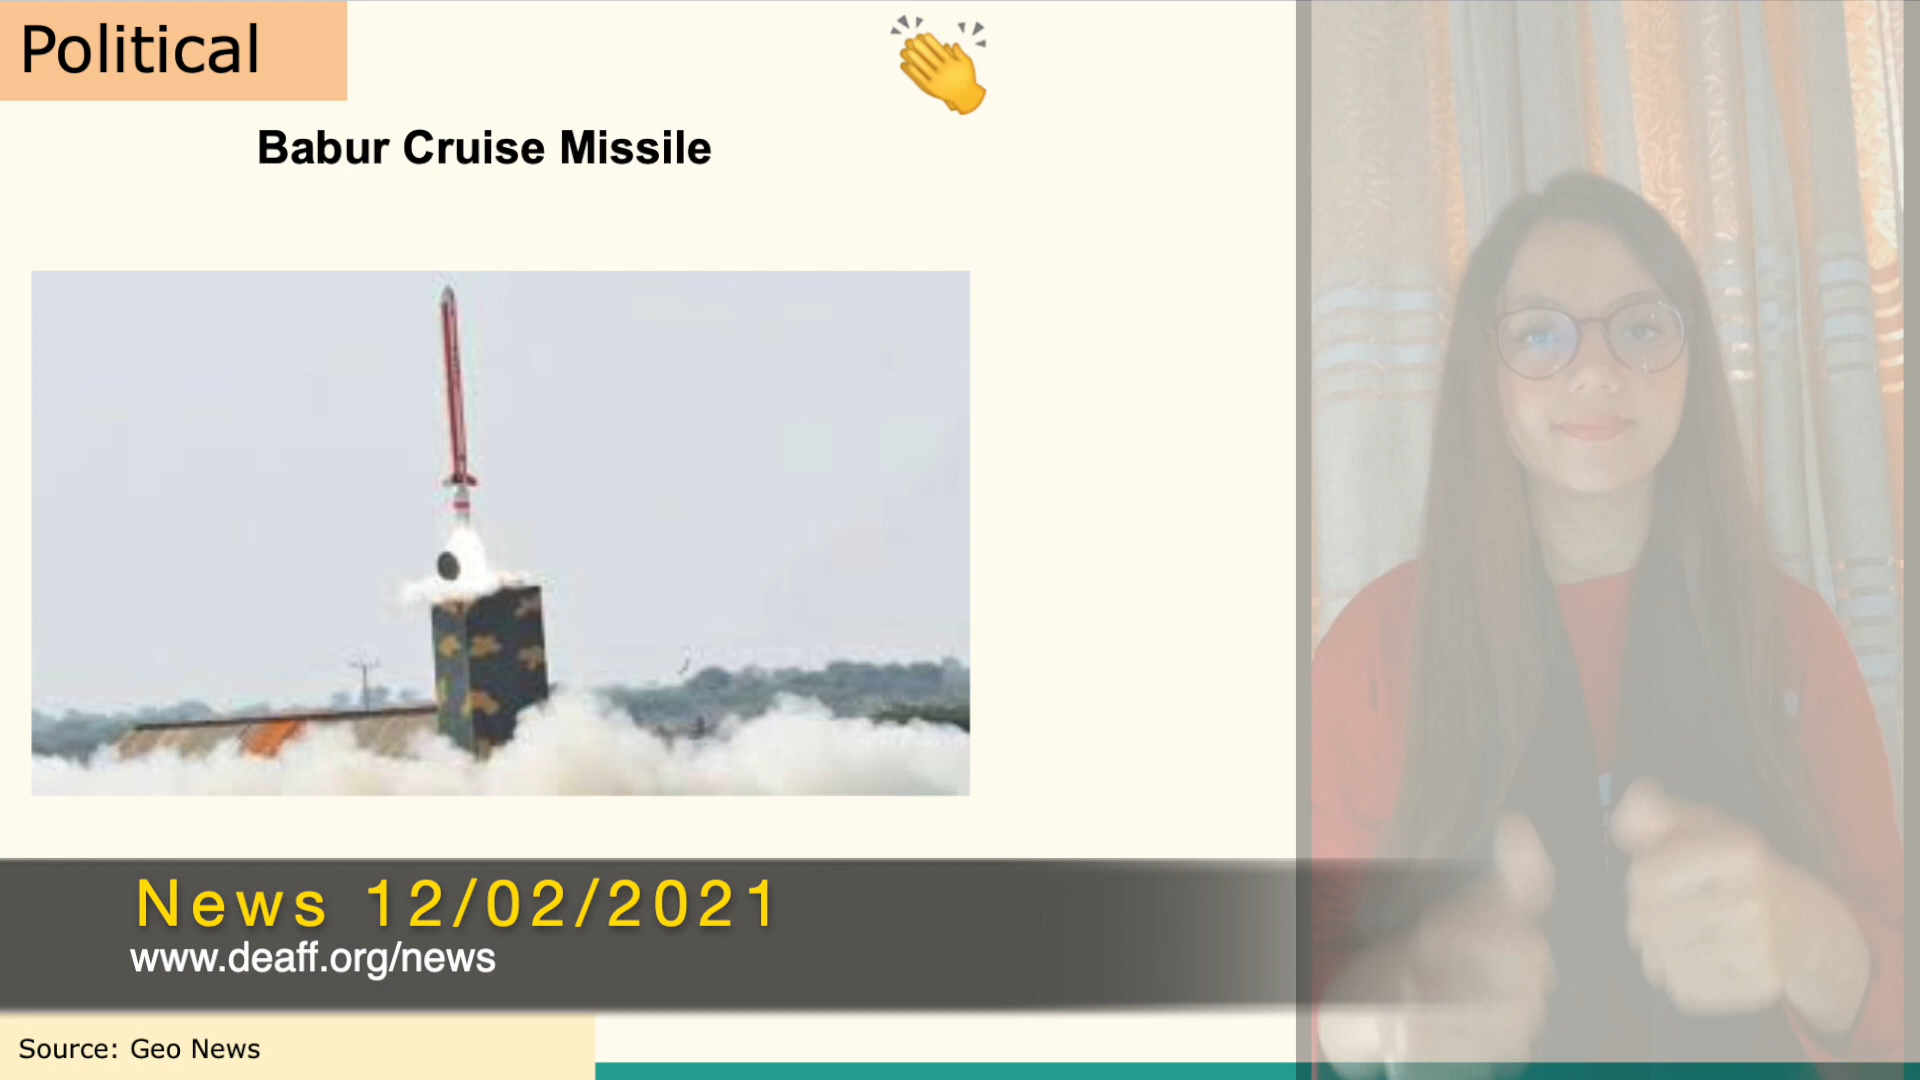 Political
Babur Cruise Missile
News 12/02/2021
www.deaff.org/news
Source: Geo News